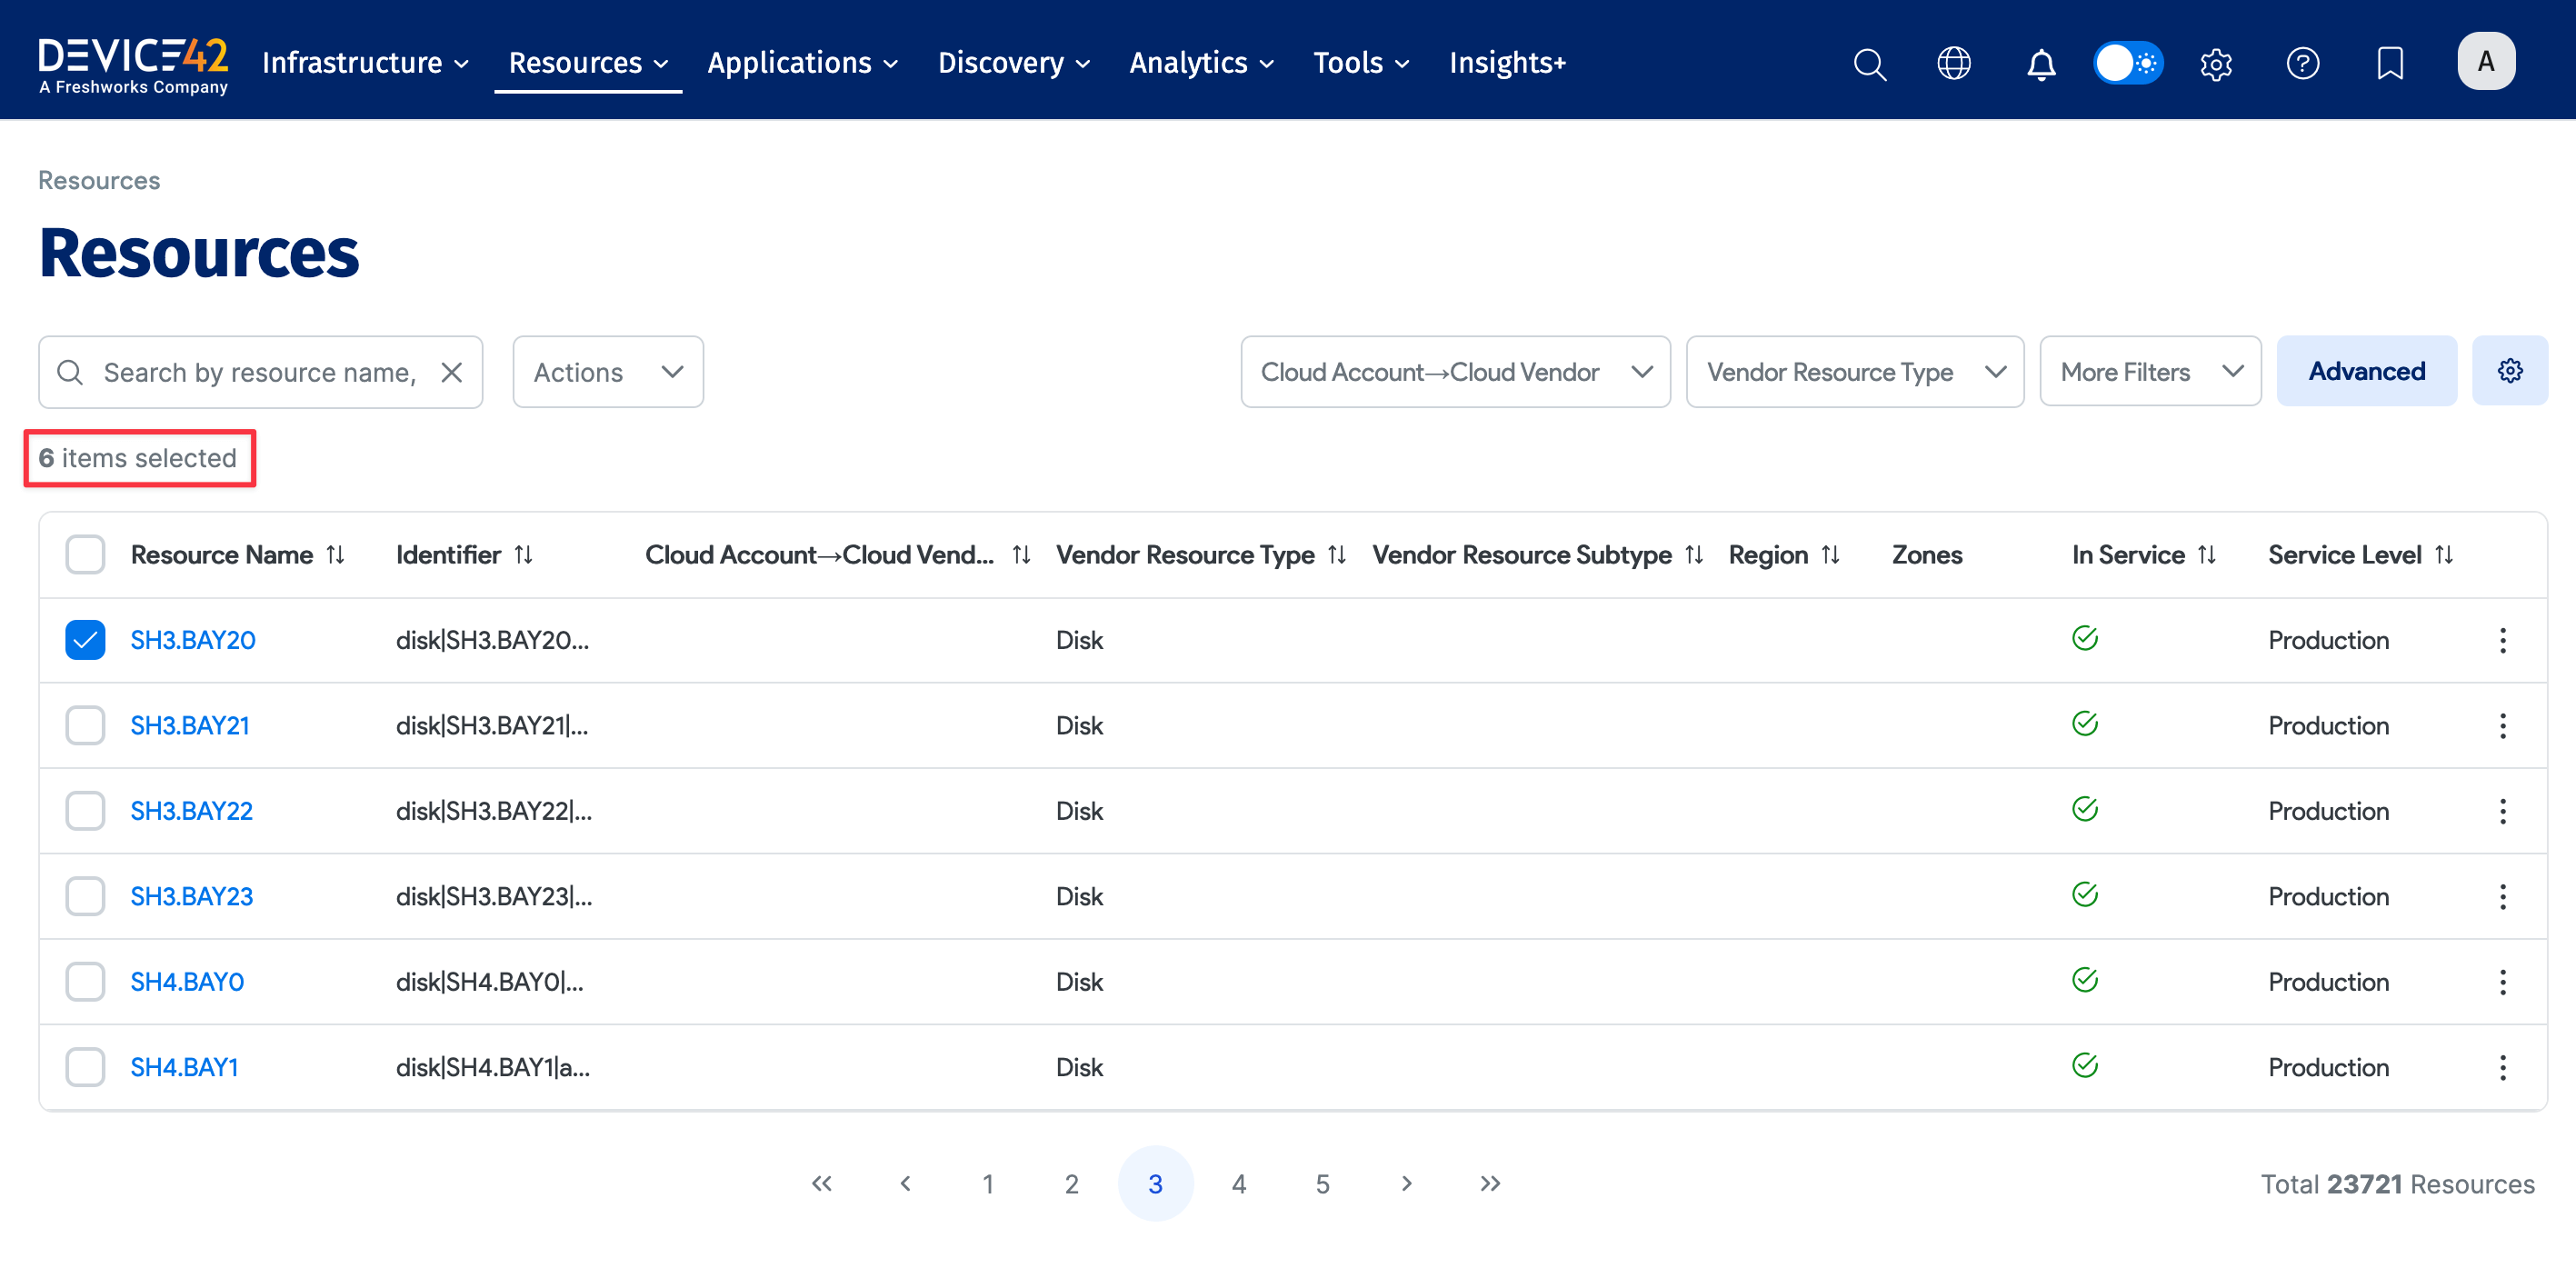 DEVICE42
A Freshworks Company
Infrastructure Resources Applications Discovery Analytics Tools Insights+
A
Resources
Resources
Search by resource name, Actions Cloud Account→Cloud Vendor Vendor Resource Type More Filters Advanced
6 items selected
Resource Name Identifier Cloud Account→Cloud Vend... Vendor Resource Type Vendor Resource Subtype Region Zones In Service Service Level
SH3.BAY20 disk|SH3.BAY20... Disk Production
SH3.BAY21 disk|SH3.BAY21|... Disk Production
SH3.BAY22 disk|SH3.BAY22|... Disk Production
SH3.BAY23 disk|SH3.BAY23|... Disk Production
SH4.BAY0 disk|SH4.BAY0|... Disk Production
SH4.BAY1 disk|SH4.BAY1|a... Disk Production
1 2 3 4 5 Total 23721 Resources